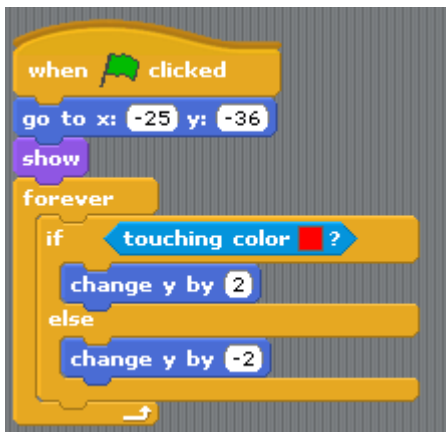 when clicked
go to x: -25 y: -36
show
forever
if touching color ?
change y by 2
else
change y by -2